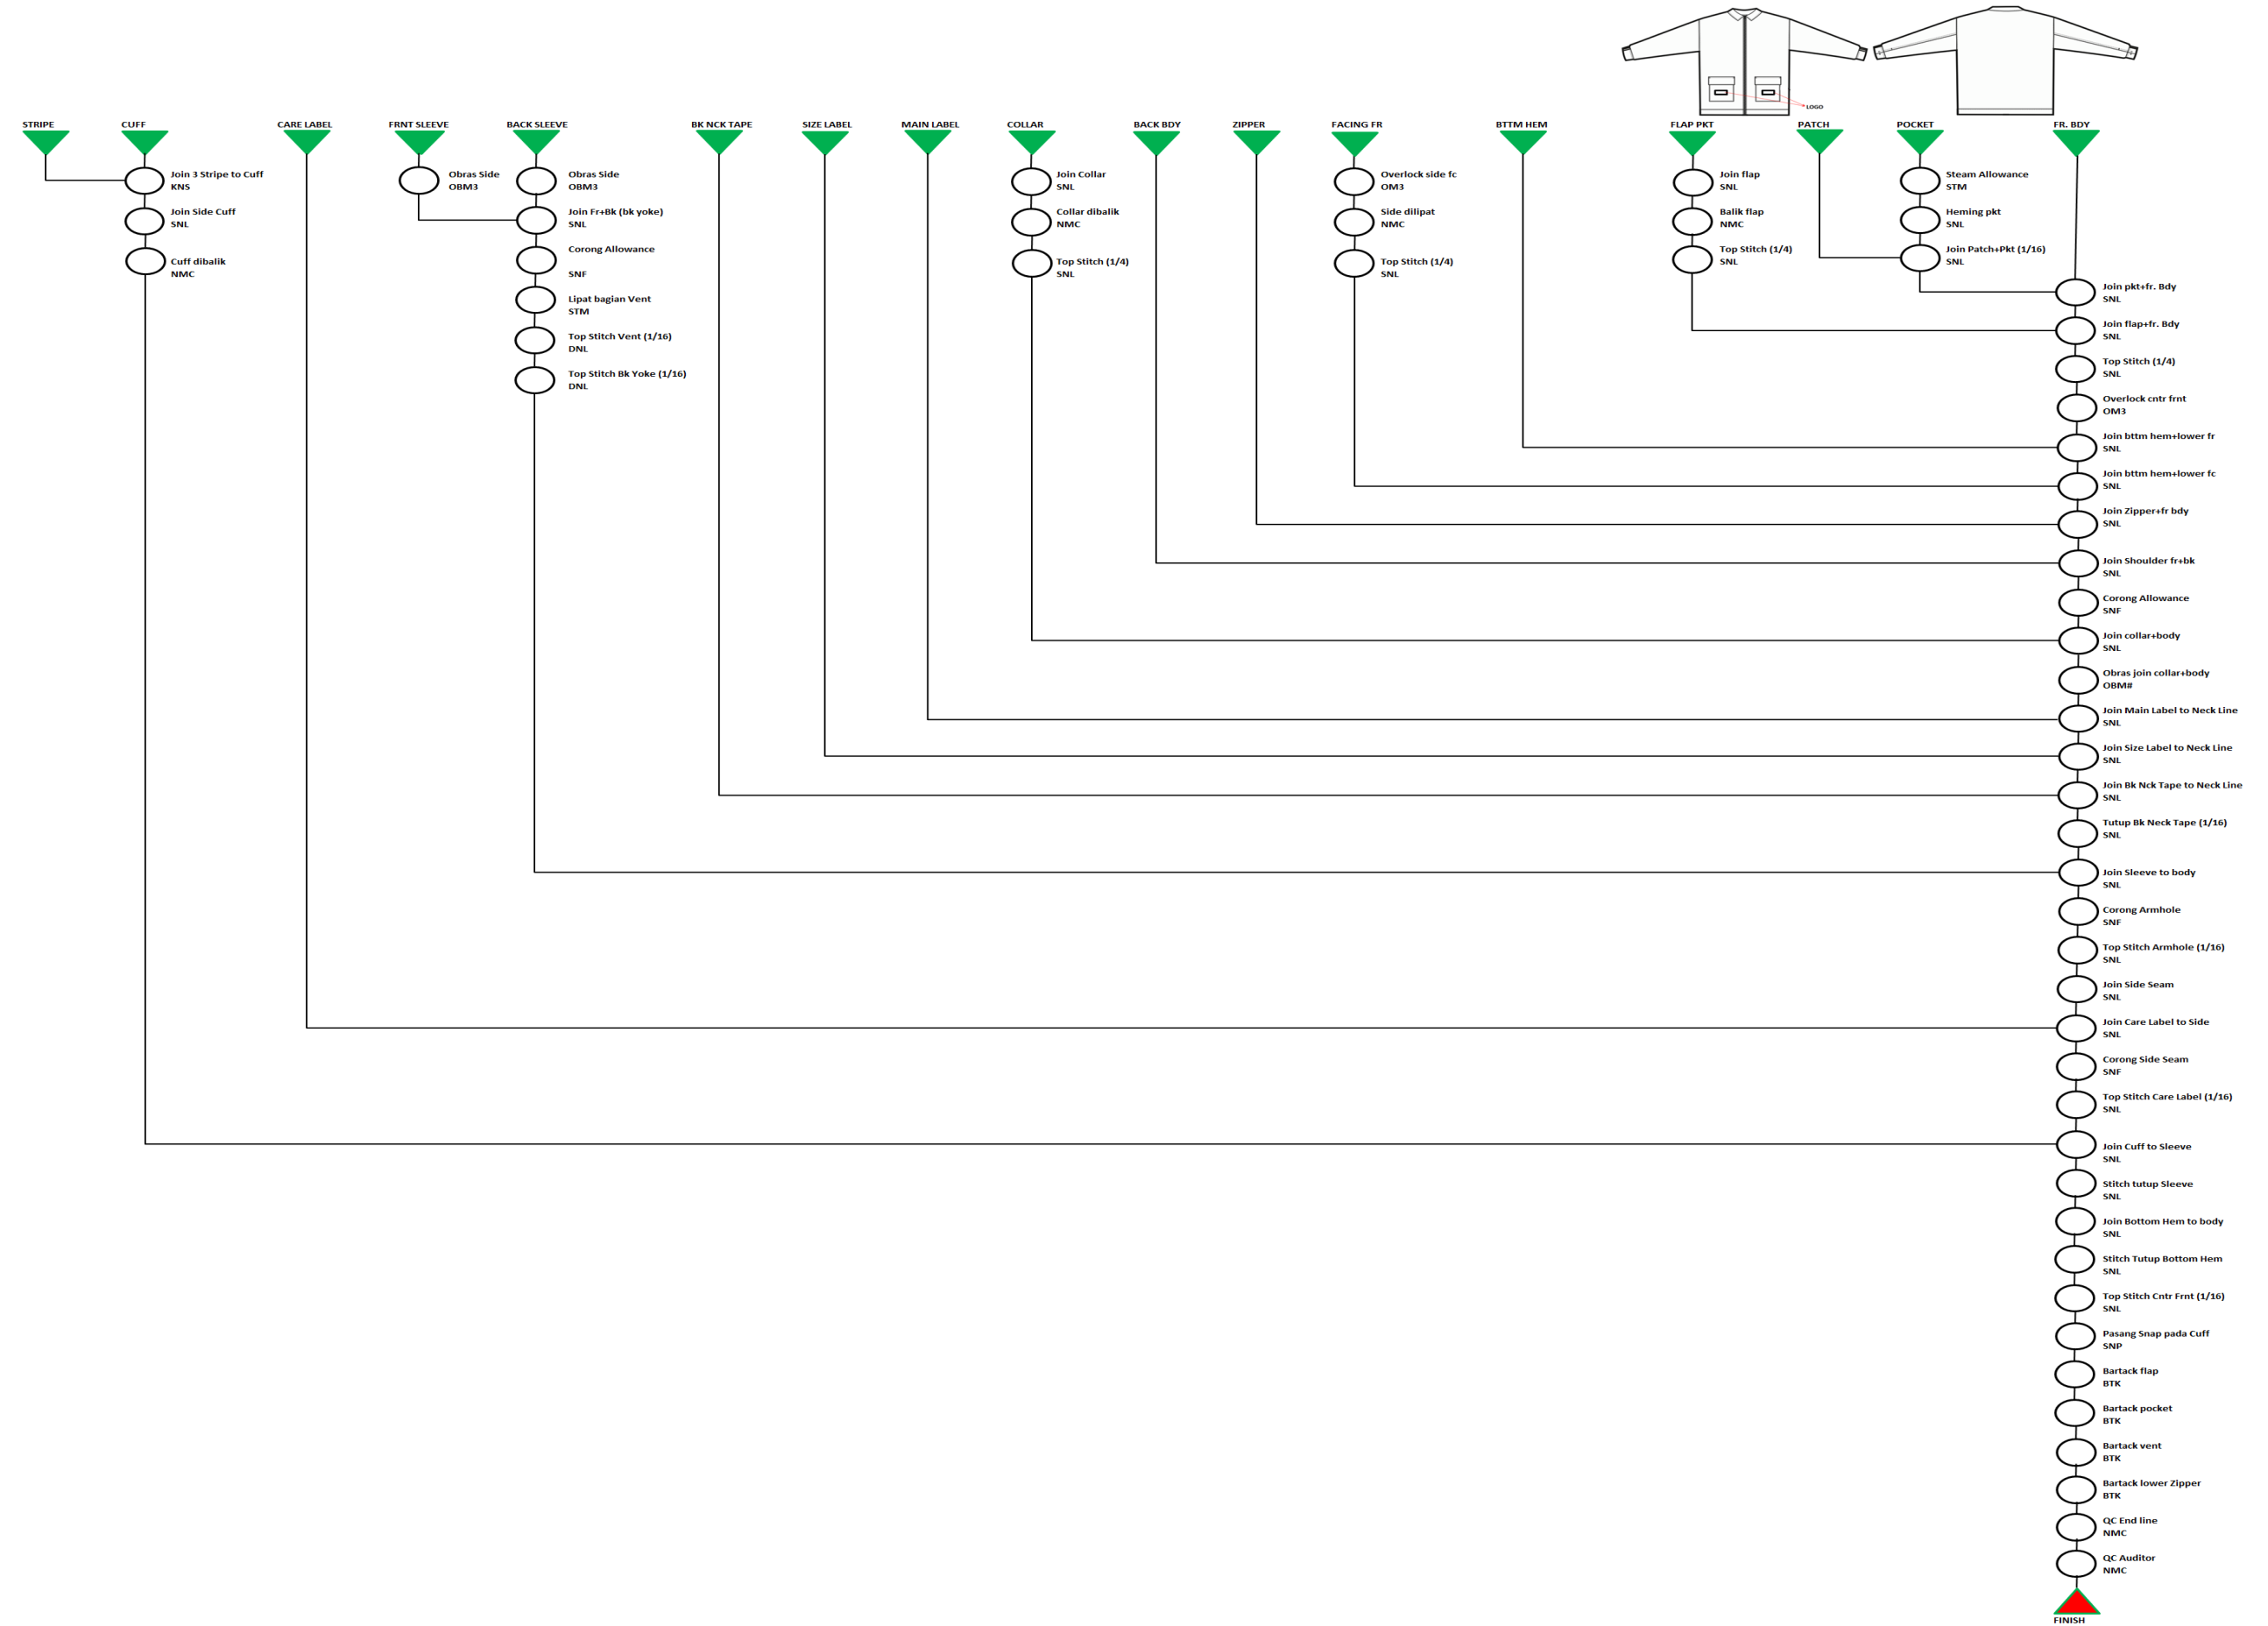 LOGO
STRIPE
CUFF
CARE LABEL
FRNT SLEEVE
BACK SLEEVE
BK NCK TAPE
SIZE LABEL
MAIN LABEL
COLLAR
BACK BDY
ZIPPER
FACING FR
BTTM HEM
FLAP PKT
PATCH
POCKET
FR. BDY
Join 3 Stripe to Cuff
KNS
Join Side Cuff
SNL
Cuff dibalik
NMC
Obras Side
OBM3
Obras Side
OBM3
Join Fr+Bk (bk yoke)
SNL
Corong Allowance
SNF
Lipat bagian Vent
STM
Top Stitch Vent (1/16)
DNL
Top Stitch Bk Yoke (1/16)
DNL
Join Collar
SNL
Collar dibalik
NMC
Top Stitch (1/4)
SNL
Overlock side fc
OM3
Side dilipat
NMC
Top Stitch (1/4)
SNL
Join flap
SNL
Balik flap
NMC
Top Stitch (1/4)
SNL
Steam Allowance
STM
Heming pkt
SNL
Join Patch+Pkt (1/16)
SNL
Join pkt+fr. Bdy
SNL
Join flap+fr. Bdy
SNL
Top Stitch (1/4)
SNL
Overlock cntr frnt
OM3
Join bttm hem+lower fr
SNL
Join bttm hem+lower fc
SNL
Join Zipper+fr bdy
SNL
Join Shoulder fr+bk
SNL
Corong Allowance
SNF
Join collar+body
SNL
Obras join collar+body
OBM#
Join Main Label to Neck Line
SNL
Join Size Label to Neck Line
SNL
Join Bk Nck Tape to Neck Line
SNL
Tutup Bk Neck Tape (1/16)
SNL
Join Sleeve to body
SNL
Corong Armhole
SNF
Top Stitch Armhole (1/16)
SNL
Join Side Seam
SNL
Join Care Label to Side
SNL
Corong Side Seam
SNF
Top Stitch Care Label (1/16)
SNL
Join Cuff to Sleeve
SNL
Stitch tutup Sleeve
SNL
Join Bottom Hem to body
SNL
Stitch Tutup Bottom Hem
SNL
Top Stitch Cntr Frnt (1/16)
SNL
Pasang Snap pada Cuff
SNP
Bartack flap
BTK
Bartack pocket
BTK
Bartack vent
BTK
Bartack lower Zipper
BTK
QC End line
NMC
QC Auditor
NMC
FINISH